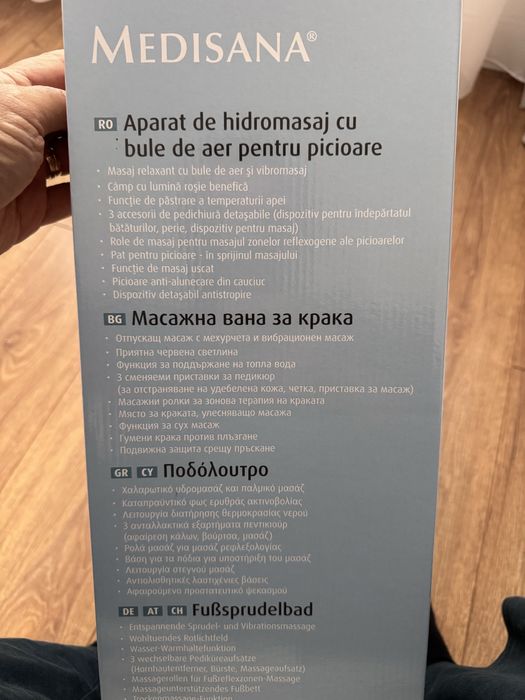 MEDISANA®
RO Aparat de hidromasaj cu
bule de aer pentru picioare
· Masaj relaxant cu bule de aer și vibromasaj
· Câmp cu lumină roșie benefică
· Funcție de păstrare a temperaturii apei
· 3 accesorii de pedichiură detașabile (dispozitiv pentru îndepărtatul
bătăturilor, perie, dispozitiv pentru masaj)
· Role de masaj pentru masajul zonelor reflexogene ale picioarelor
· Pat pentru picioare - în sprijinul masajului
· Funcție de masaj uscat
· Picioare anti-alunecare din cauciuc
· Dispozitiv detașabil antistropire
BG Масажна вана за крака
· Отпускащ масаж с мехурчета и вибрационен масаж
· Приятна червена светлина
· Функция за поддържане на топла вода
· 3 сменяеми приставки за педикюр
(за отстраняване на удебелена кожа, четка, приставка за масаж)
· Масажни ролки за зонова терапия на краката
· Място за краката, улесняващо масажа
· Функция за сух масаж
· Гумени крака против плъзгане
· Подвижна защита срещу пръскане
GR CY Ποδόλουτρο
· Χαλαρωτικό υδρομασάζ και παλμικό μασάζ
· Καταπραϋντικό φως ερυθράς ακτινοβολίας
· Λειτουργία διατήρησης θερμοκρασίας νερού
· 3 ανταλλακτικά εξαρτήματα πεντικιούρ
(αφαίρεση κάλων, βούρτσα, μασάζ)
· Ρολά μασάζ για μασάζ ρεφλεξολογίας
· Βάση για τα πόδια για υποστήριξη του μασάζ
· Λειτουργία στεγνού μασάζ
· Αντιολισθητικές λαστιχένιες βάσεις
· Αφαιρούμενο προστατευτικό ψεκασμού
DE AT CH Fußsprudelbad
· Entspannende Sprudel- und Vibrationsmassage
· Wohltuendes Rotlichtfeld
· Wasser-Warmhaltefunktion
· 3 wechselbare Pediküreaufsätze
(Hornhautentferner, Bürste, Massageaufsatz)
· Massagerollen für Fußreflexzonen-Massage
· Massageunterstützendes Fußbett
· Trockenmassage-Funktion